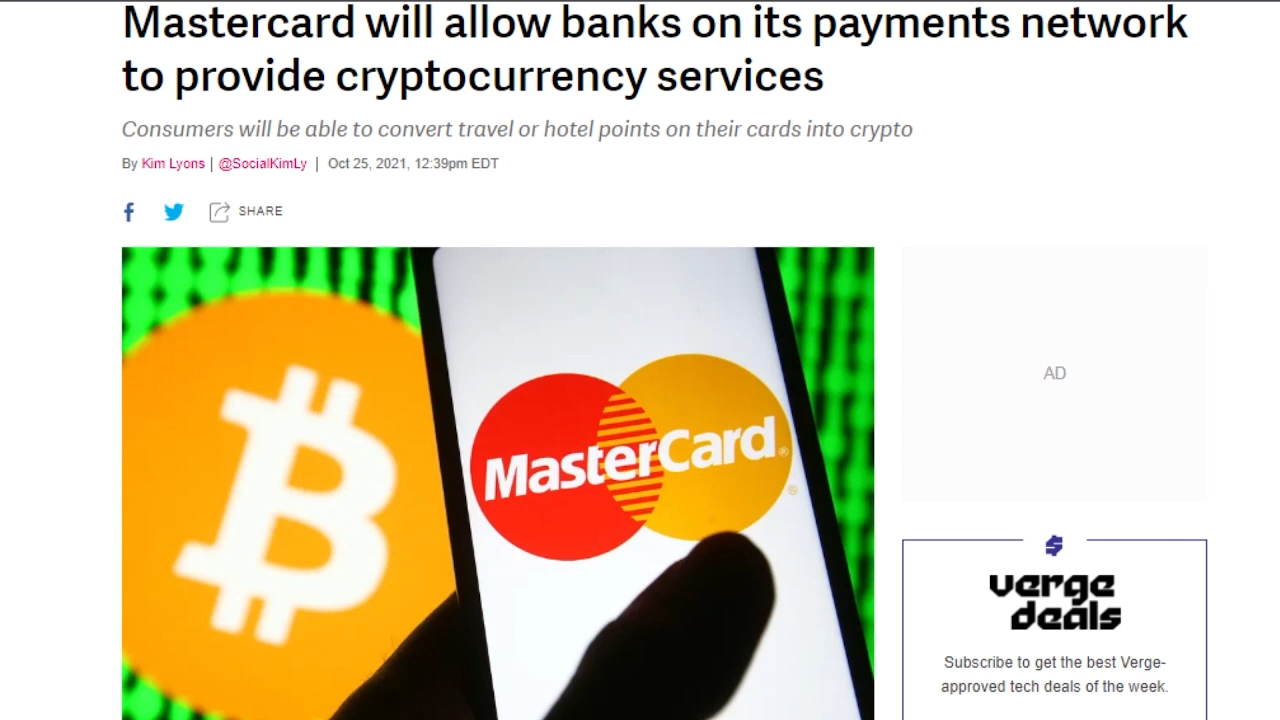 Mastercard will allow banks on its payments network
to provide cryptocurrency services
Consumers will be able to convert travel or hotel points on their cards into crypto
By Kim Lyons | @SocialKimLy | Oct 25, 2021, 12:39pm EDT
SHARE
MasterCard®
®
AD
verge
deals
Subscribe to get the best Verge-
approved tech deals of the week.